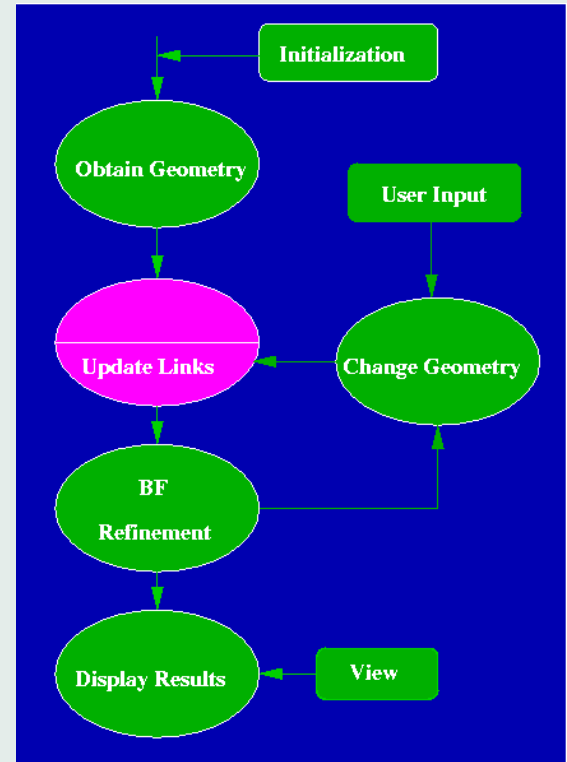 Initialization
Obtain Geometry
User Input
Update Links
Change Geometry
BF
Refinement
Display Results
View